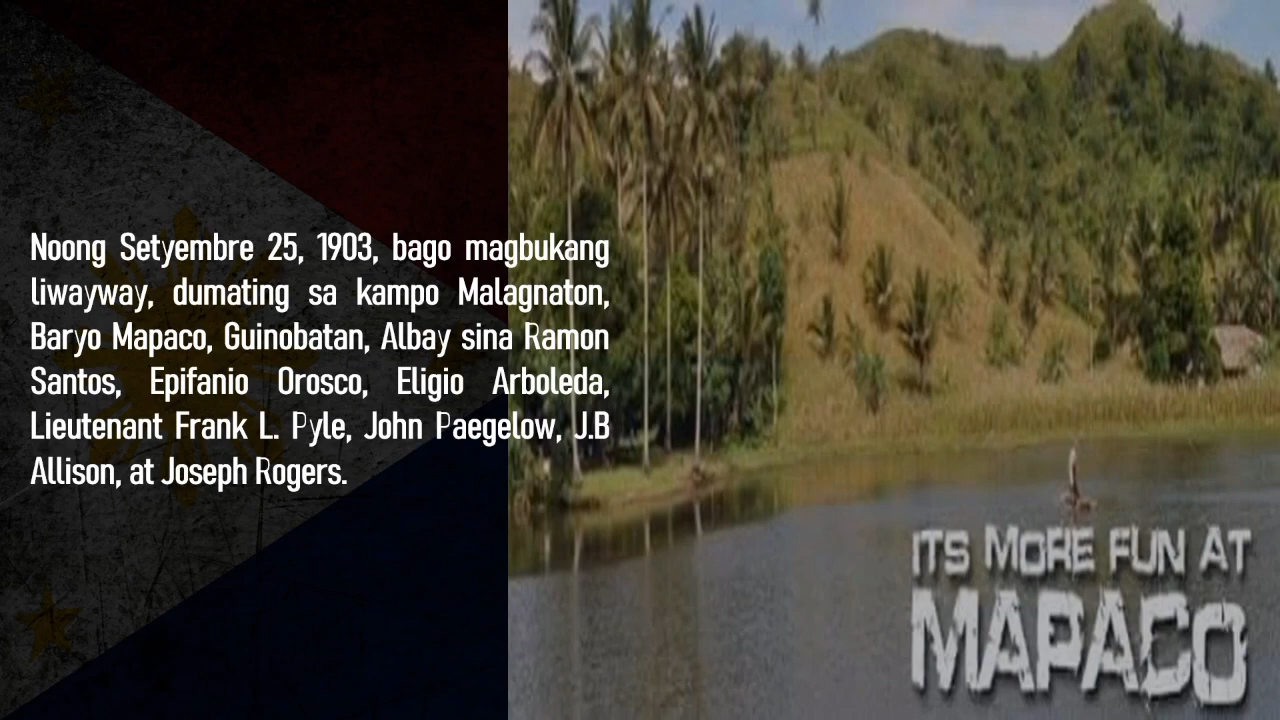 Noong Setyembre 25, 1903, bago magbukang
liwayway, dumating sa kampo Malagnaton,
Baryo Mapaco, Guinobatan, Albay sina Ramon
Santos, Epifanio Orosco, Eligio Arboleda,
Lieutenant Frank L. Pyle, John Paegelow, J.B
Allison, at Joseph Rogers.
ITS MORE FUN AT
MAPACO